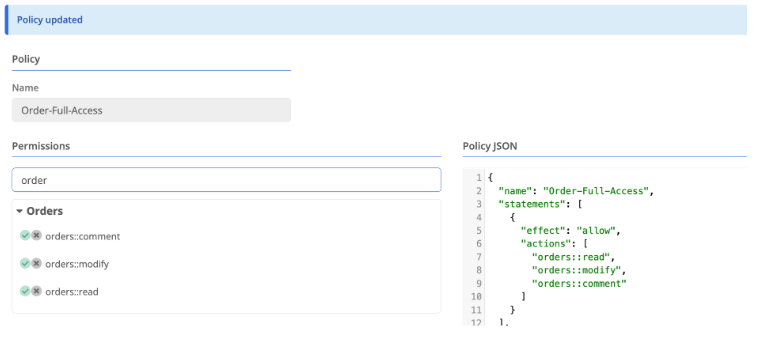 Policy updated
Policy
Name
Order-Full-Access
Permissions
order
Orders
orders::comment
orders::modify
orders::read
Policy JSON
1 {
2 "name": "Order-Full-Access",
3 "statements": [
4 {
5 "effect": "allow",
6 "actions": [
7 "orders::read",
8 "orders::modify",
9 "orders::comment"
10 ]
11 }
12 ],